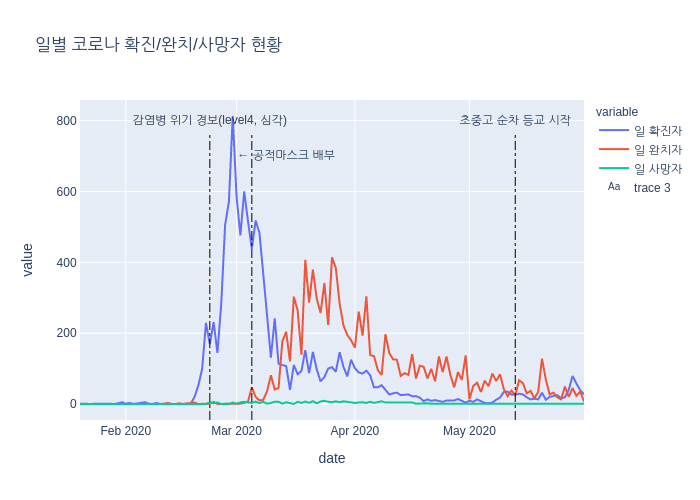 일별 코로나 확진/완치/사망자 현황
variable
일 확진자
일 완치자
일 사망자
Aa trace 3
감염병 위기 경보(level4, 심각)
초중고 순차 등교 시작
← 공적마스크 배부
value
800
600
400
200
0
Feb 2020
Mar 2020
Apr 2020
May 2020
date